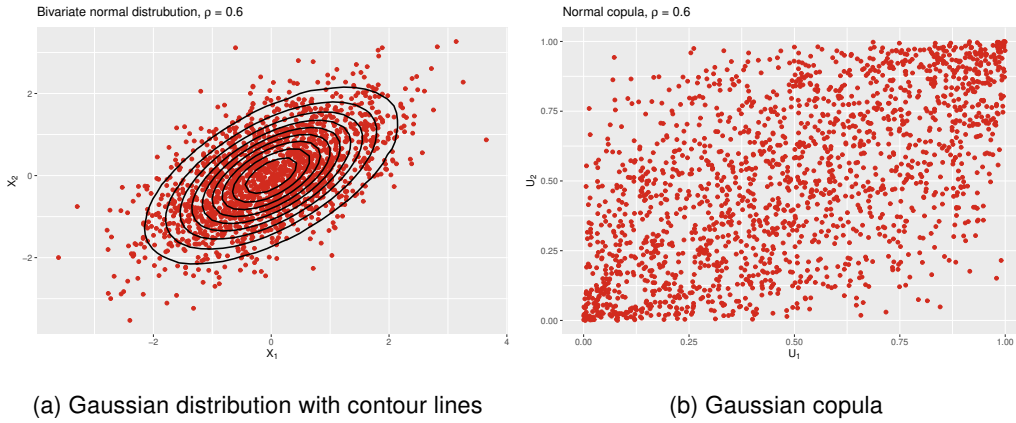 Bivariate normal distrubution, ρ = 0.6
X₂
2
0
−2
−2
0
2
4
X₁
(a) Gaussian distribution with contour lines
Normal copula, ρ = 0.6
U₂
1.00
0.75
0.50
0.25
0.00
0.00
0.25
0.50
0.75
1.00
U₁
(b) Gaussian copula